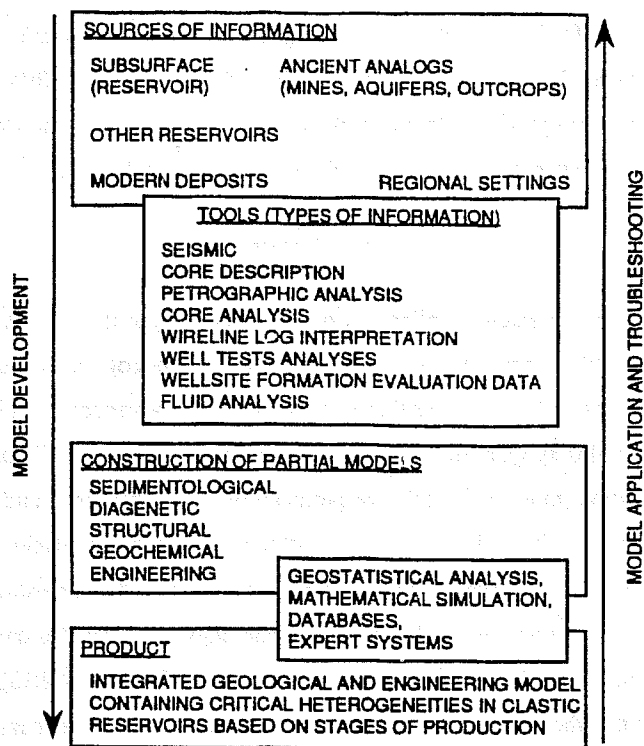 SOURCES OF INFORMATION
SUBSURFACE
(RESERVOIR)
ANCIENT ANALOGS
(MINES, AQUIFERS, OUTCROPS)
OTHER RESERVOIRS
MODERN DEPOSITS
REGIONAL SETTINGS
TOOLS (TYPES OF INFORMATION)
SEISMIC
CORE DESCRIPTION
PETROGRAPHIC ANALYSIS
CORE ANALYSIS
WIRELINE LOG INTERPRETATION
WELL TESTS ANALYSES
WELLSITE FORMATION EVALUATION DATA
FLUID ANALYSIS
CONSTRUCTION OF PARTIAL MODELS
SEDIMENTOLOGICAL
DIAGENETIC
STRUCTURAL
GEOCHEMICAL
ENGINEERING
GEOSTATISTICAL ANALYSIS,
MATHEMATICAL SIMULATION,
DATABASES,
EXPERT SYSTEMS
PRODUCT
INTEGRATED GEOLOGICAL AND ENGINEERING MODEL
CONTAINING CRITICAL HETEROGENEITIES IN CLASTIC
RESERVOIRS BASED ON STAGES OF PRODUCTION
MODEL DEVELOPMENT
MODEL APPLICATION AND TROUBLESHOOTING